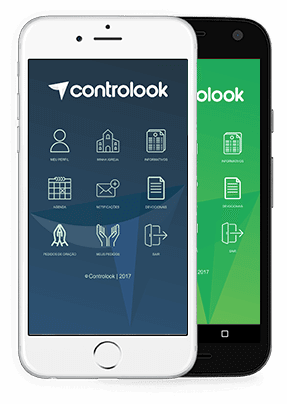 controlook
MEU PERFIL
MINHA IGREJA
INFORMATIVOS
AGENDA
NOTIFICAÇÕES
DEVOCIONAIS
PEDIDOS DE ORAÇÃO
MEUS PEDIDOS
SAIR
© Controlook | 2017
olook
INFORMATIVOS
DEVOCIONAIS
SAIR
2017